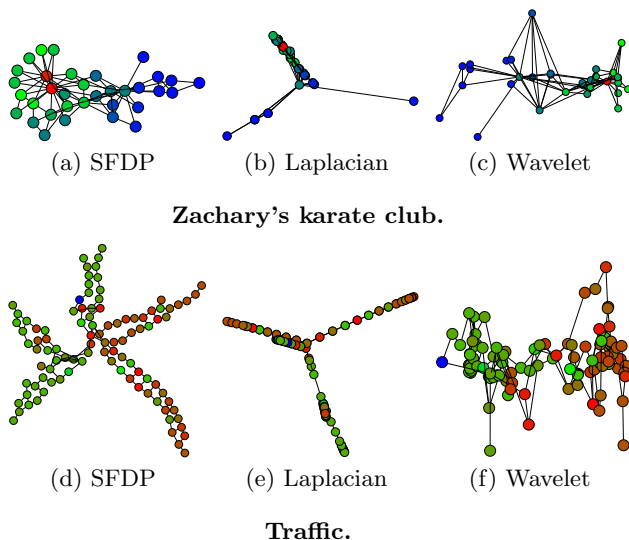 (a) SFDP (b) Laplacian (c) Wavelet
Zachary's karate club.
(d) SFDP (e) Laplacian (f) Wavelet
Traffic.